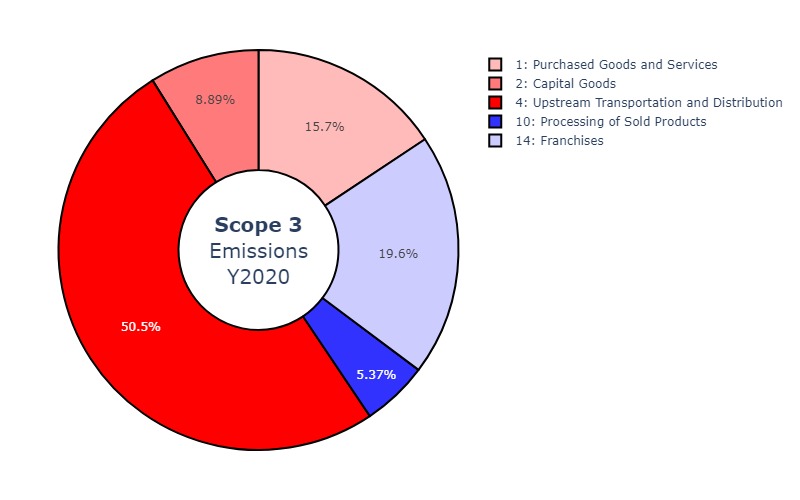 1: Purchased Goods and Services
2: Capital Goods
4: Upstream Transportation and Distribution
10: Processing of Sold Products
14: Franchises
8.89%
15.7%
Scope 3
Emissions
Y2020
19.6%
50.5%
5.37%